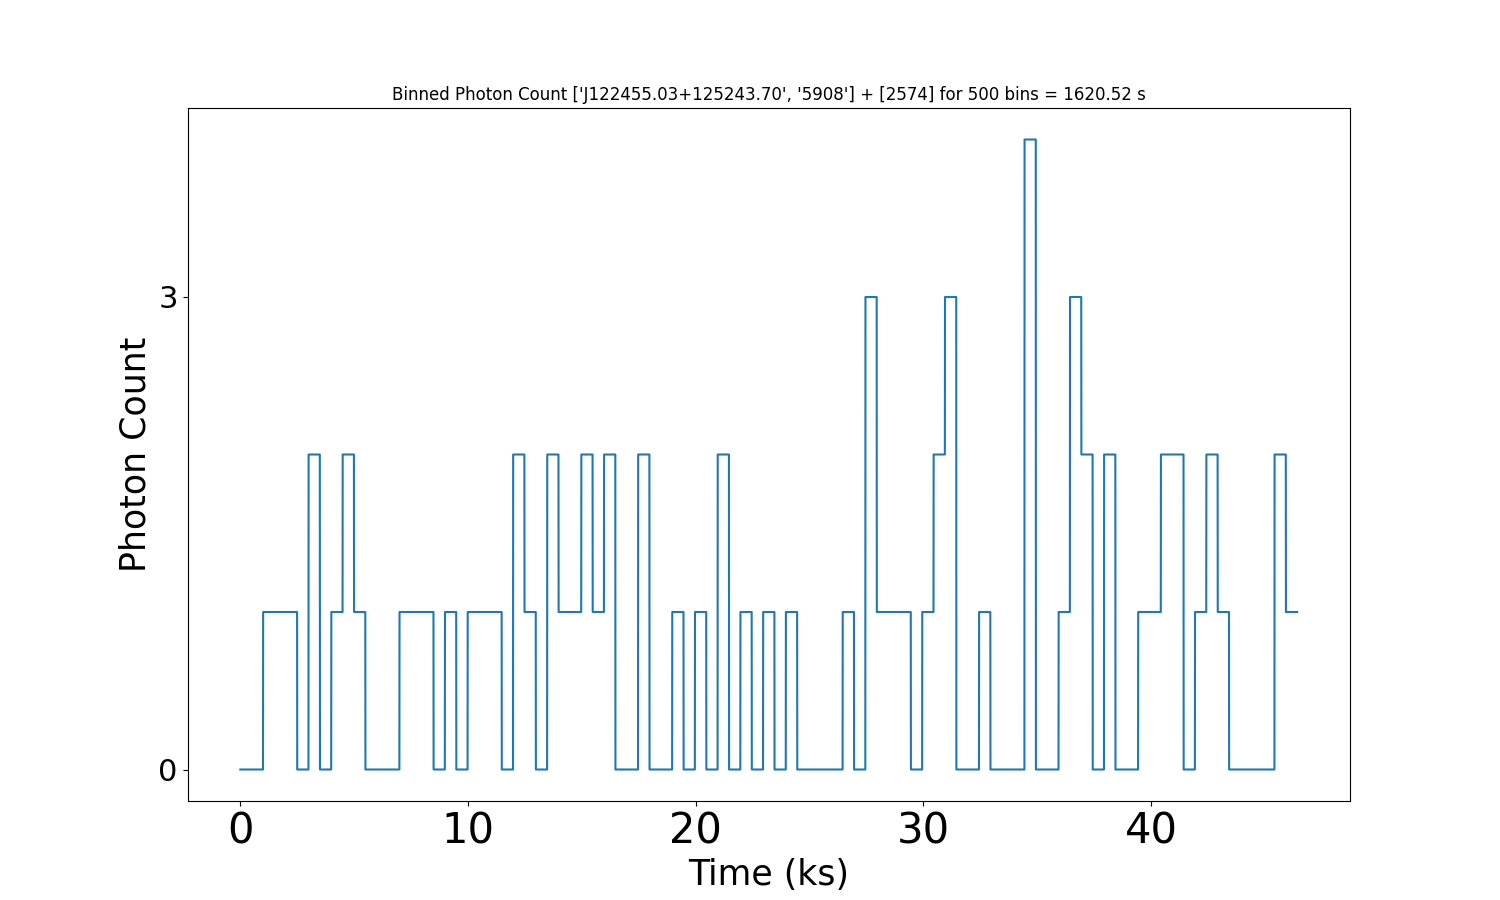 Binned Photon Count ['J122455.03+125243.70', '5908'] + [2574] for 500 bins = 1620.52 s
Photon Count
3
0
0 10 20 30 40
Time (ks)